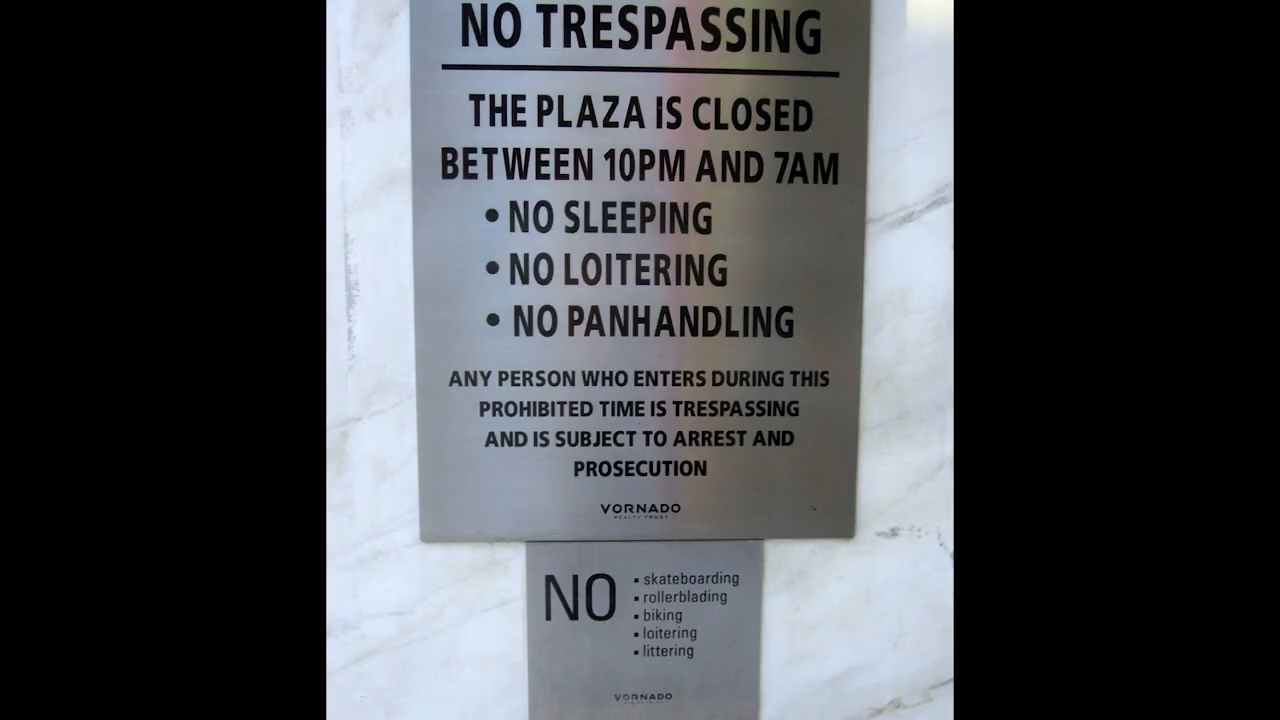 NO TRESPASSING
THE PLAZA IS CLOSED
BETWEEN 10PM AND 7AM
• NO SLEEPING
• NO LOITERING
• NO PANHANDLING
ANY PERSON WHO ENTERS DURING THIS
PROHIBITED TIME IS TRESPASSING
AND IS SUBJECT TO ARREST AND
PROSECUTION
VORNADO
REALTY TRUST
NO
▪ skateboarding
▪ rollerblading
▪ biking
▪ loitering
▪ littering
VORNADO